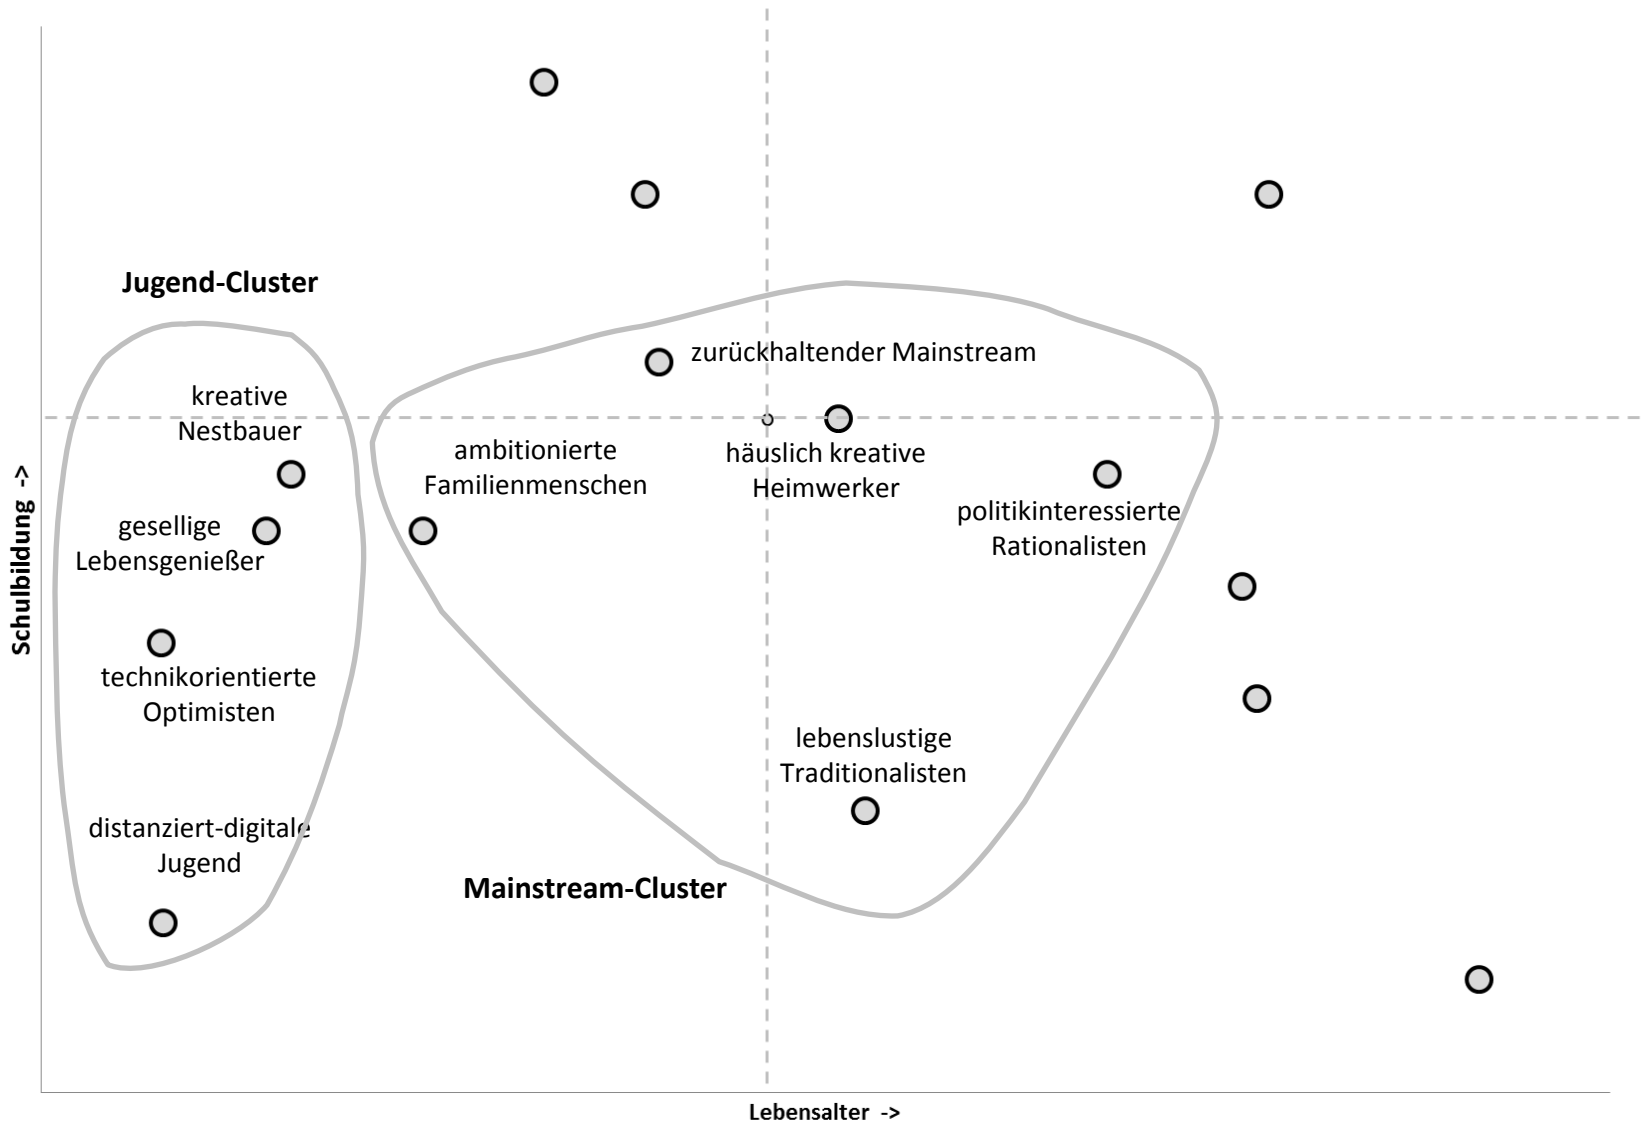 Jugend-Cluster
zurückhaltender Mainstream
kreative
Nestbauer
ambitionierte
Familienmenschen
häuslich kreative
Heimwerker
politikinteressierte
Rationalisten
gesellige
Lebensgenießer
Schulbildung ->
technikorientierte
Optimisten
lebenslustige
Traditionalisten
distanziert-digitale
Jugend
Mainstream-Cluster
Lebensalter ->